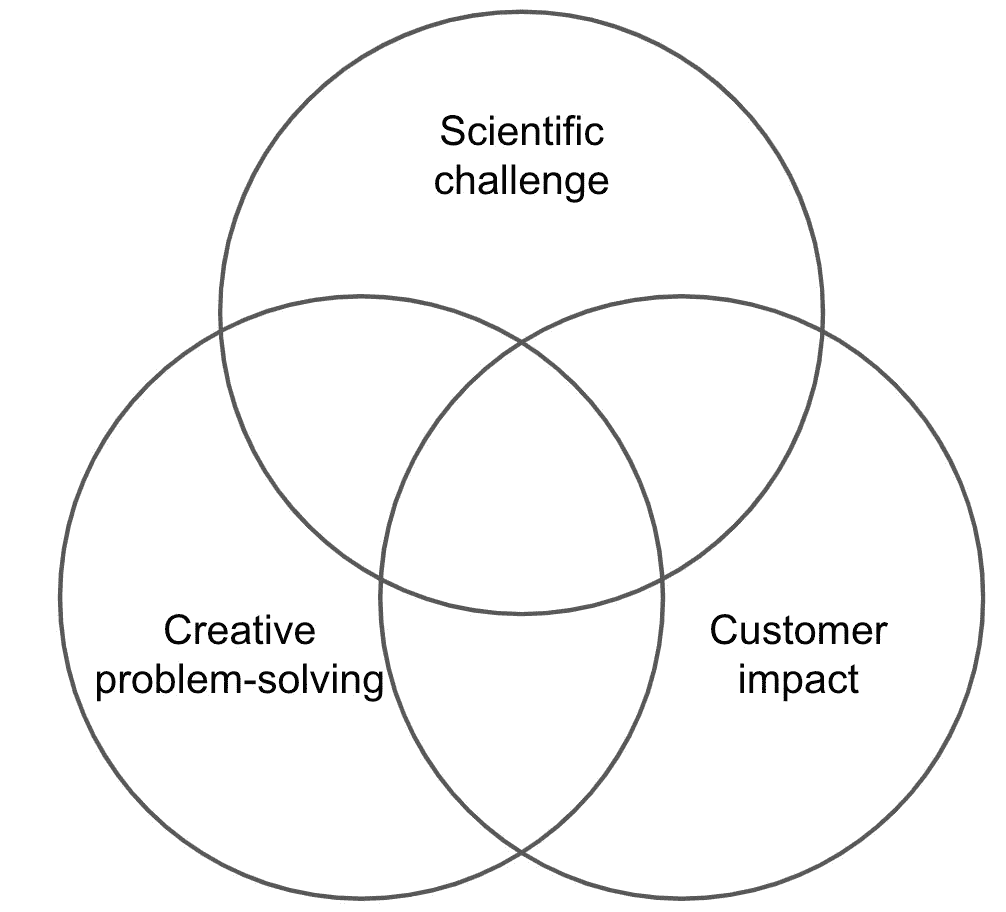 Scientific
challenge
Creative
problem-solving
Customer
impact